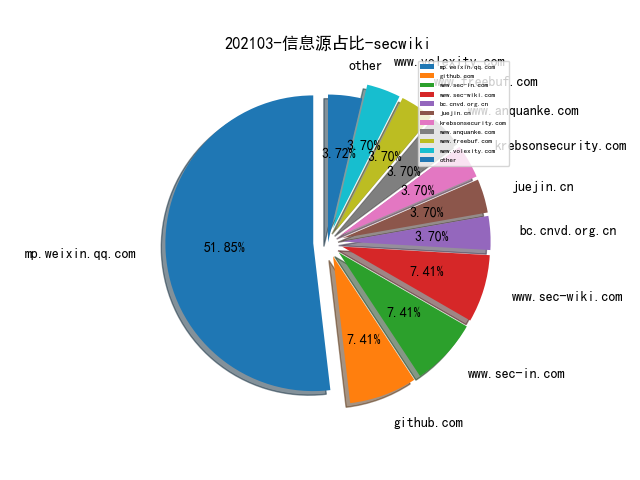 202103-信息源占比-secwiki
www.volexity.com
other
www.freebuf.com
www.anquanke.com
krebsonsecurity.com
juejin.cn
bc.cnvd.org.cn
www.sec-wiki.com
www.sec-in.com
github.com
mp.weixin.qq.com
51.85%
7.41%
7.41%
7.41%
3.70%
3.70%
3.70%
3.70%
3.70%
3.70%
3.72%
mp.weixin.qq.com
github.com
www.sec-in.com
www.sec-wiki.com
bc.cnvd.org.cn
juejin.cn
krebsonsecurity.com
www.anquanke.com
www.freebuf.com
www.volexity.com
other